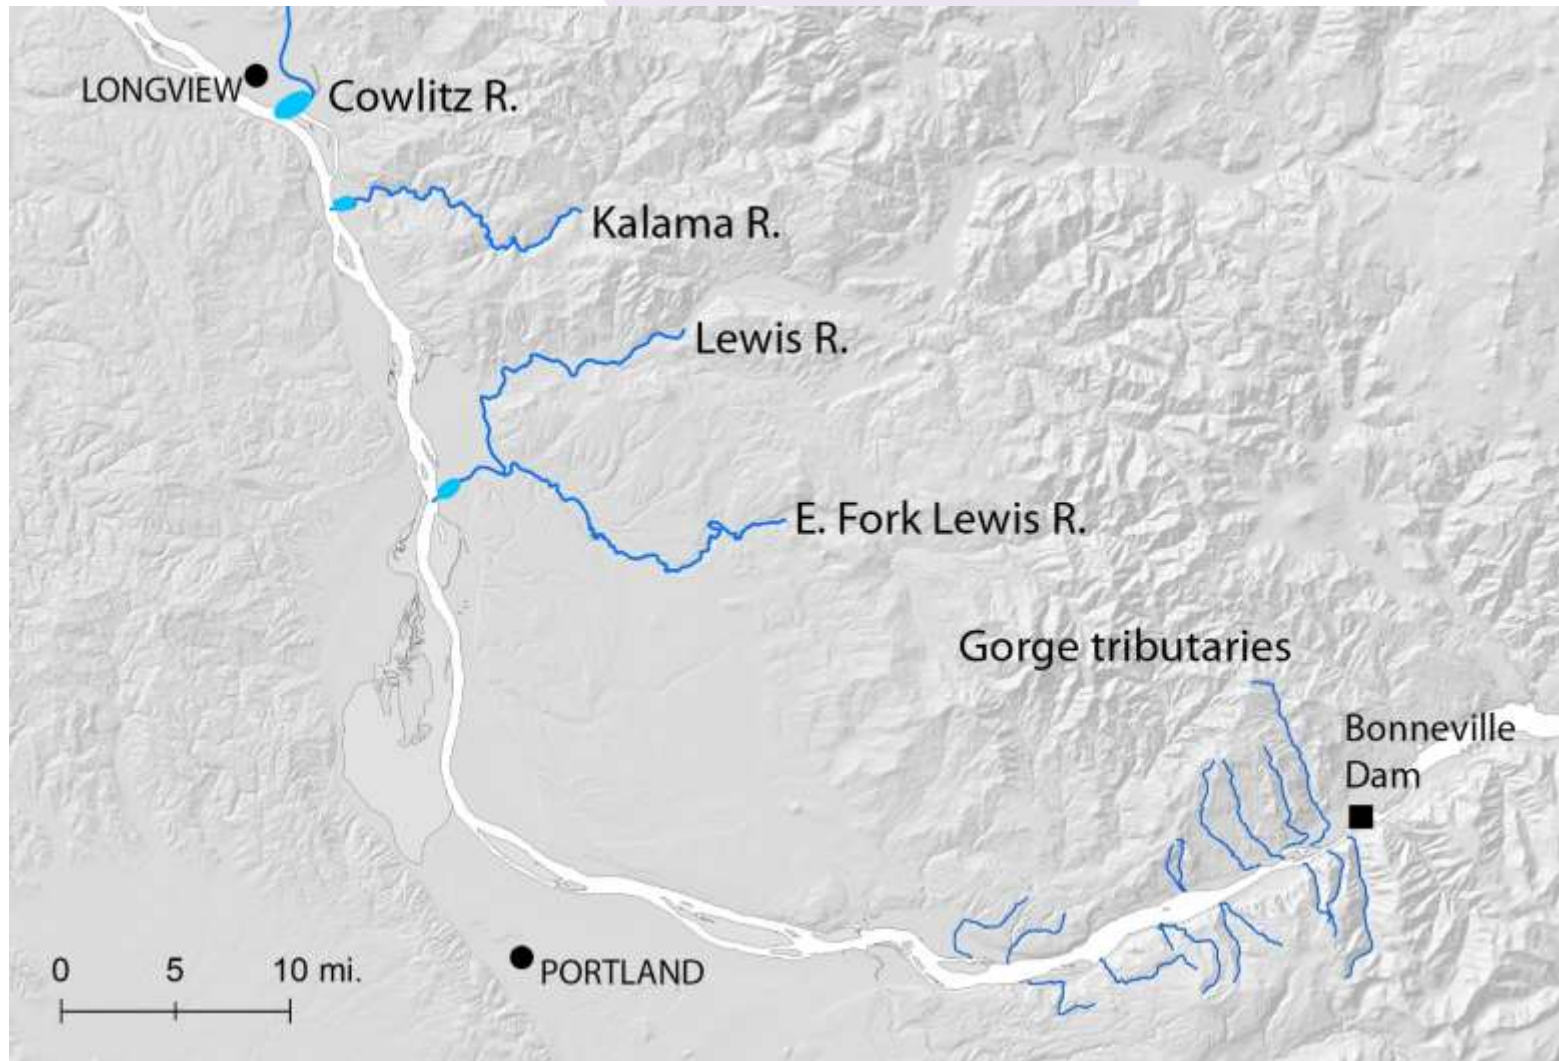 LONGVIEW
Cowlitz R.
Kalama R.
Lewis R.
E. Fork Lewis R.
Gorge tributaries
Bonneville
Dam
0 5 10 mi.
PORTLAND